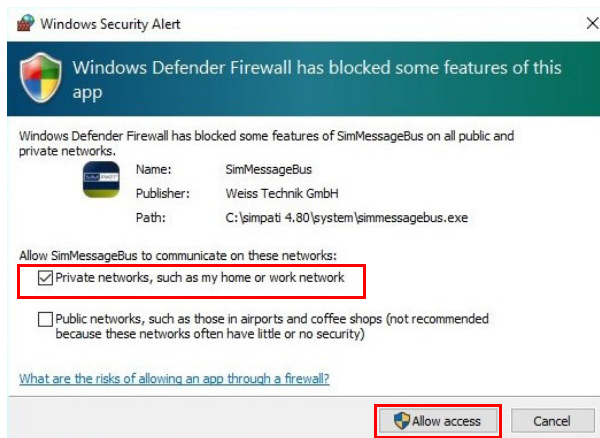 Windows Security Alert
Windows Defender Firewall has blocked some features of this
app
Windows Defender Firewall has blocked some features of SimMessageBus on all public and
private networks.
Name: SimMessageBus
Publisher: Weiss Technik GmbH
Path: C:\simpati 4.80\system\simmessagebus.exe
Allow SimMessageBus to communicate on these networks:
Private networks, such as my home or work network
Public networks, such as those in airports and coffee shops (not recommended
because these networks often have little or no security)
What are the risks of allowing an app through a firewall?
Allow access Cancel